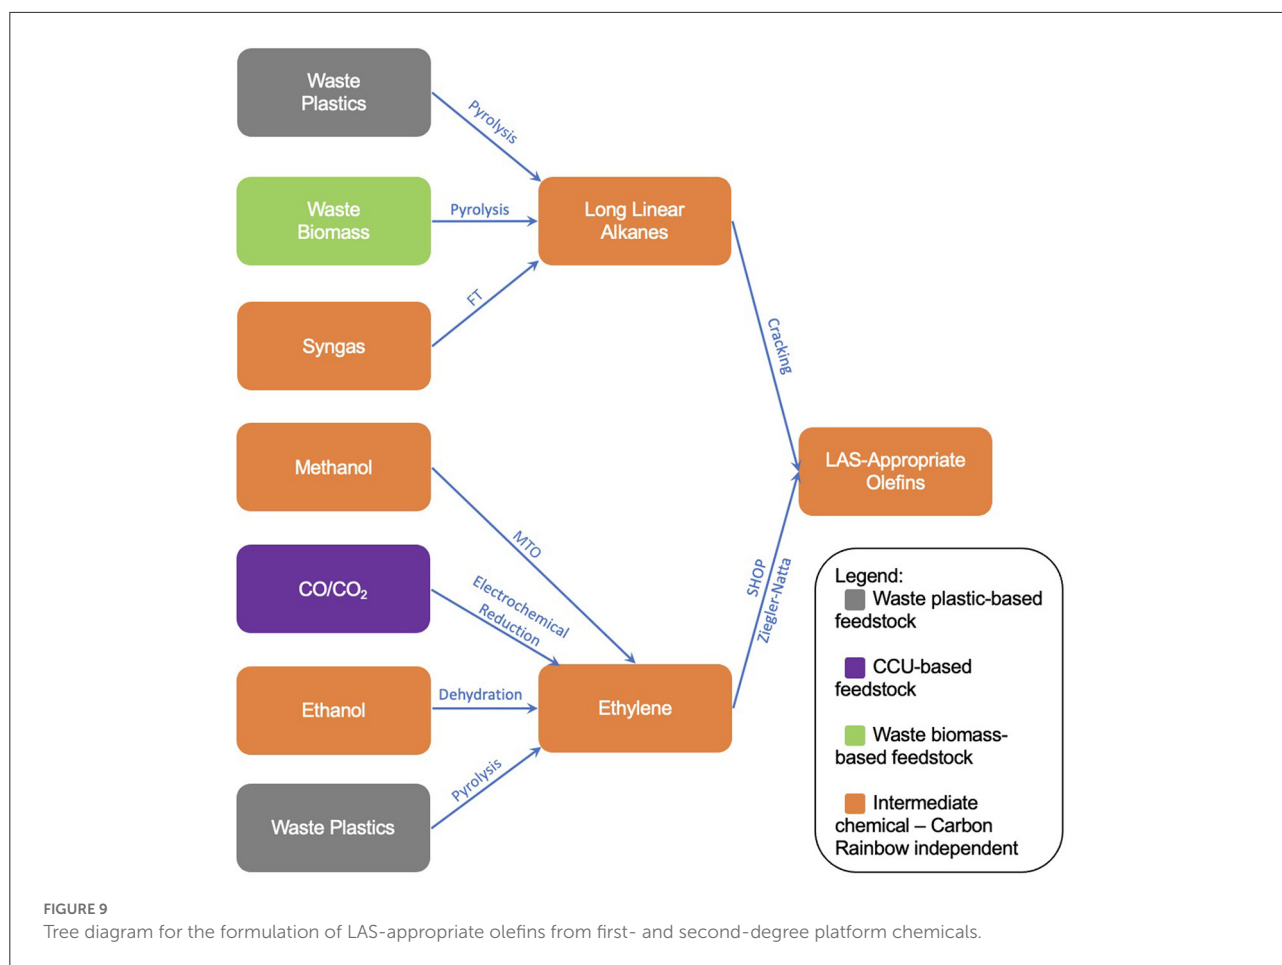 Waste
Plastics
Pyrolysis
Waste
Biomass
Pyrolysis
Long Linear
Alkanes
Syngas
FT
Cracking
Methanol
MTO
LAS-Appropriate
Olefins
CO/CO₂
Electrochemical
Reduction
SHOP
Ziegler-Natta
Ethanol
Dehydration
Ethylene
Waste Plastics
Pyrolysis
Legend:
Waste plastic-based
feedstock
CCU-based
feedstock
Waste biomass-
based feedstock
Intermediate
chemical – Carbon
Rainbow independent
FIGURE 9
Tree diagram for the formulation of LAS-appropriate olefins from first- and second-degree platform chemicals.